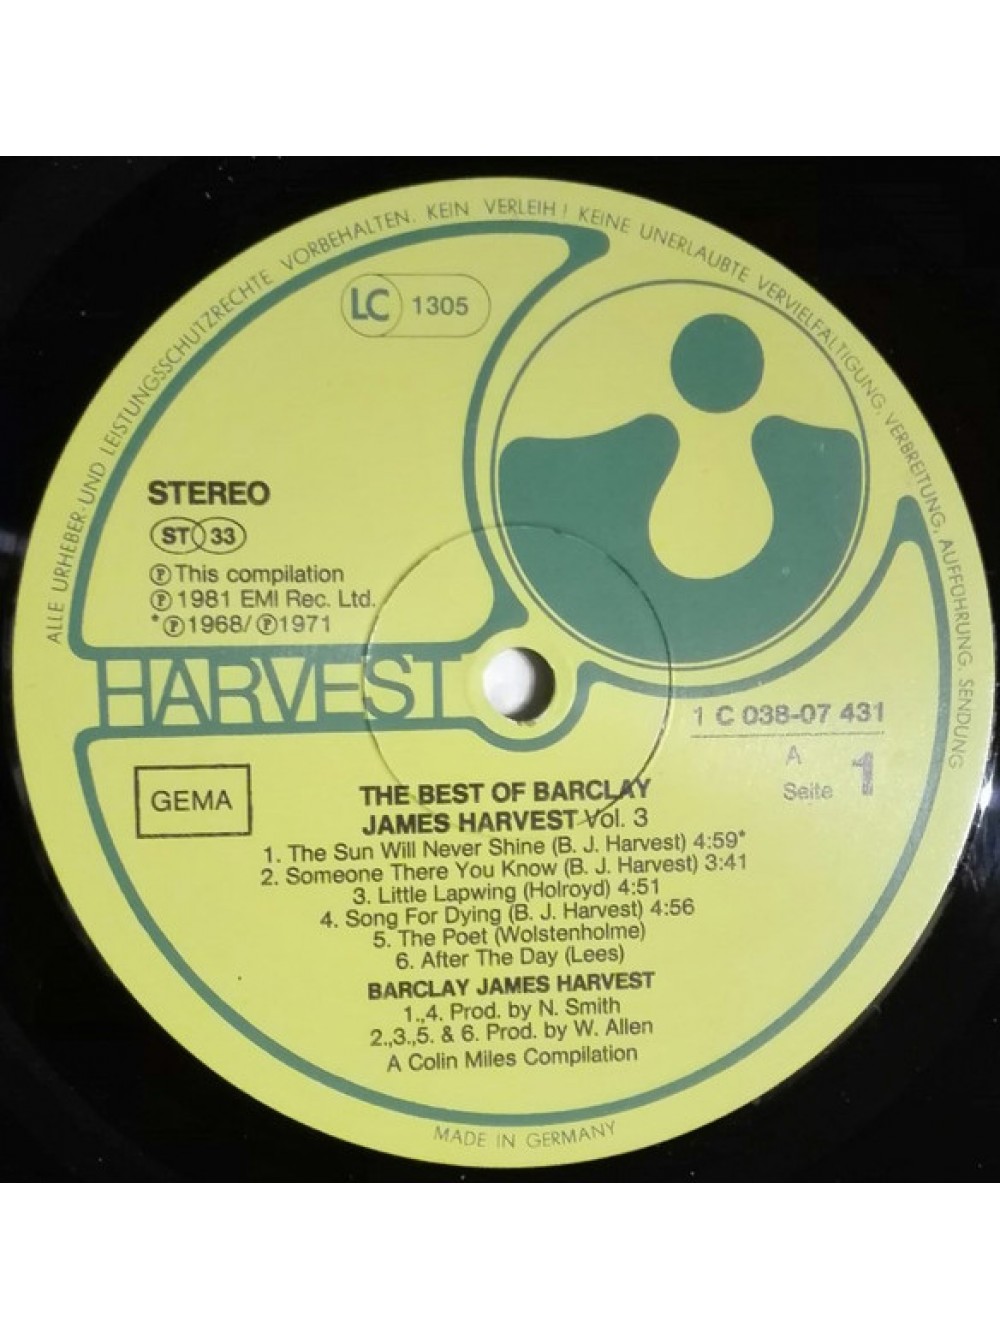 ALLE URHEBER- UND LEISTUNGSSCHUTZRECHTE VORBEHALTEN. KEIN VERLEIH! KEINE UNERLAUBTE VERVIELFÄLTIGUNG, VERBREITUNG, AUFFÜHRUNG, SENDUNG
LC 1305
STEREO
ST 33
Ⓟ This compilation
Ⓟ 1981 EMI Rec. Ltd.
* Ⓟ 1968/Ⓟ 1971
HARVEST
1 C 038-07 431
A
Seite 1
GEMA
THE BEST OF BARCLAY
JAMES HARVEST Vol. 3
1. The Sun Will Never Shine (B. J. Harvest) 4:59*
2. Someone There You Know (B. J. Harvest) 3:41
3. Little Lapwing (Holroyd) 4:51
4. Song For Dying (B. J. Harvest) 4:56
5. The Poet (Wolstenholme)
6. After The Day (Lees)
BARCLAY JAMES HARVEST
1.,4. Prod. by N. Smith
2.,3.,5. & 6. Prod. by W. Allen
A Colin Miles Compilation
MADE IN GERMANY